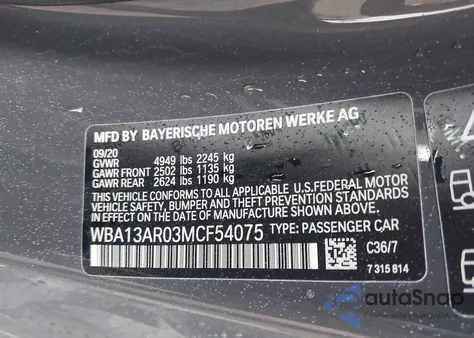 MFD BY BAYERISCHE MOTOREN WERKE AG
09/20
GVWR 4949 lbs 2245 kg
GAWR FRONT 2502 lbs 1135 kg
GAWR REAR 2624 lbs 1190 kg
THIS VEHICLE CONFORMS TO ALL APPLICABLE U.S. FEDERAL MOTOR
VEHICLE SAFETY, BUMPER AND THEFT PREVENTION STANDARDS
IN EFFECT ON THE DATE OF MANUFACTURE SHOWN ABOVE.
WBA13AR03MCF54075 TYPE: PASSENGER CAR
C36/7
7 315 814
autoSnap